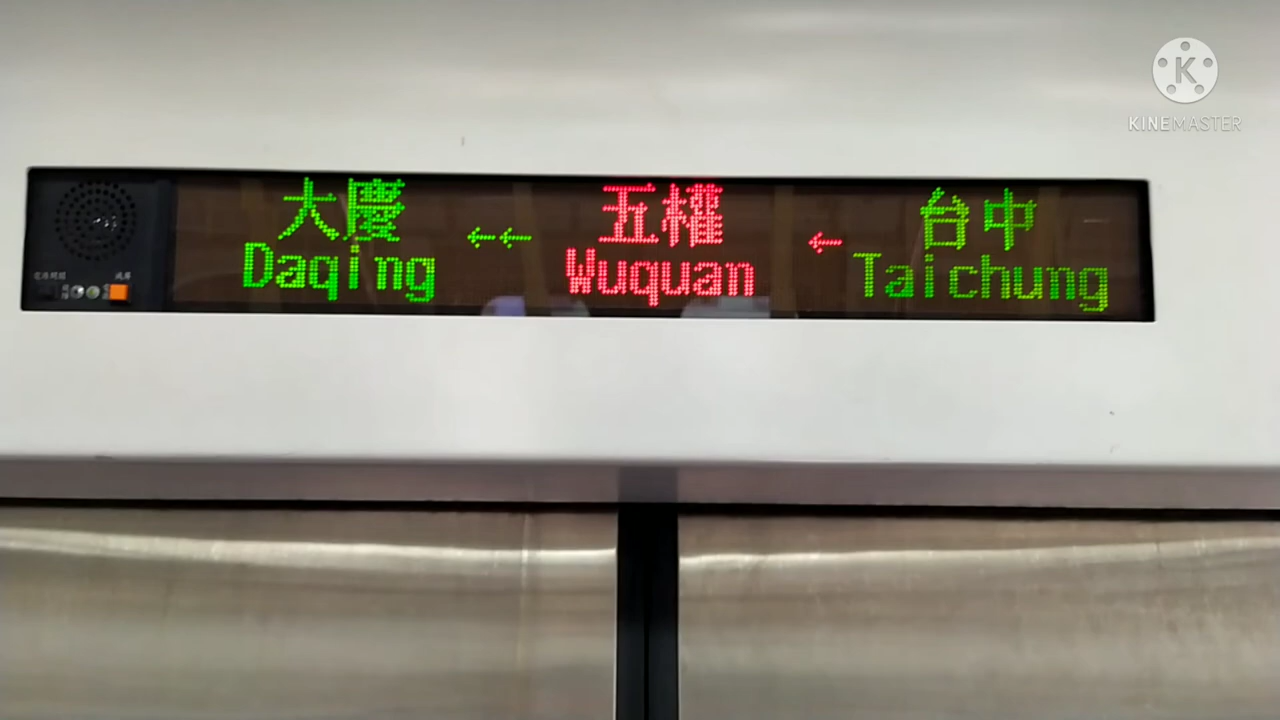 K
KINEMASTER
大慶 ←← 五權 ← 台中
Daqing Wuquan Taichung